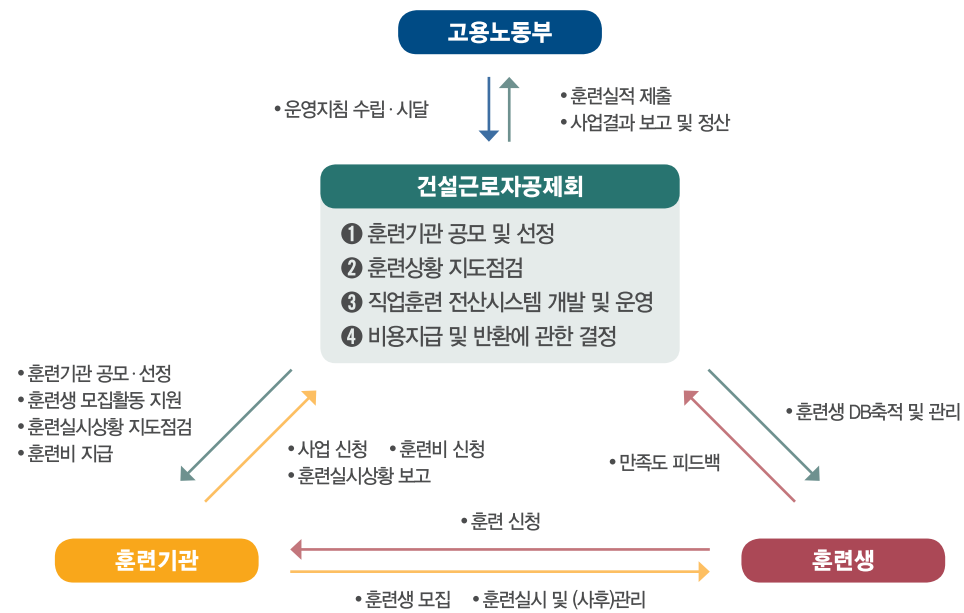 고용노동부
• 운영지침 수립 · 시달
• 훈련실적 제출
• 사업결과 보고 및 정산
건설근로자공제회
❶ 훈련기관 공모 및 선정
❷ 훈련상황 지도점검
❸ 직업훈련 전산시스템 개발 및 운영
❹ 비용지급 및 반환에 관한 결정
• 훈련기관 공모 · 선정
• 훈련생 모집활동 지원
• 훈련실시상황 지도점검
• 훈련비 지급
• 사업 신청 • 훈련비 신청
• 훈련실시상황 보고
• 훈련생 DB축적 및 관리
• 만족도 피드백
• 훈련 신청
훈련기관
훈련생
• 훈련생 모집 • 훈련실시 및 (사후)관리